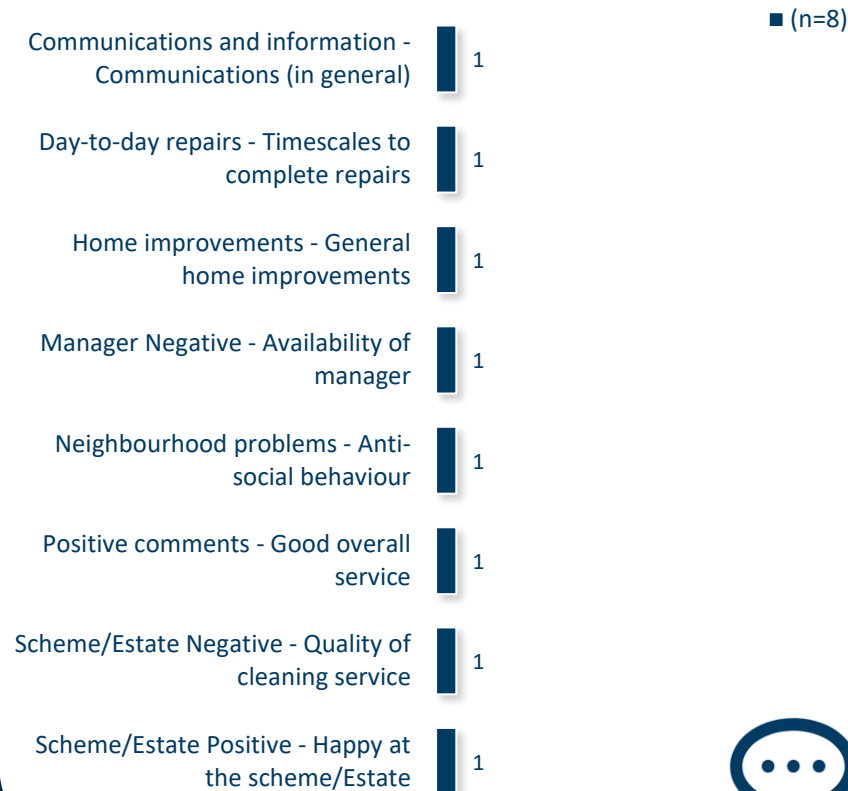 ■ (n=8)
Communications and information -
Communications (in general)
1
Day-to-day repairs - Timescales to
complete repairs
1
Home improvements - General
home improvements
1
Manager Negative - Availability of
manager
1
Neighbourhood problems - Anti-
social behaviour
1
Positive comments - Good overall
service
1
Scheme/Estate Negative - Quality of
cleaning service
1
Scheme/Estate Positive - Happy at
the scheme/Estate
1